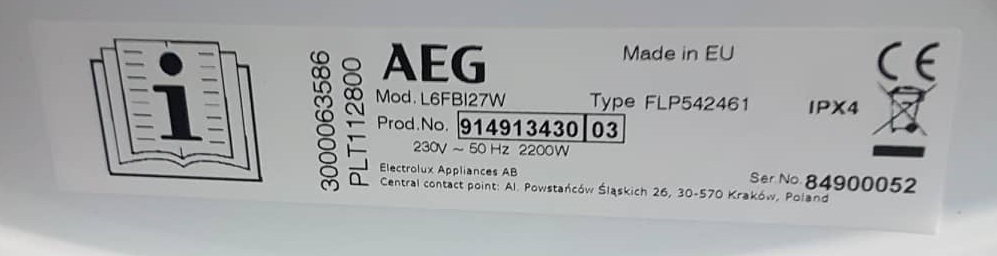 3000063586
PLT112800
AEG
Made in EU
Mod. L6FBI27W
Type FLP542461
IPX4
Prod.No. 914913430 03
230V ~ 50 Hz 2200W
Electrolux Appliances AB
Ser.No. 84900052
Central contact point: Al. Powstańców Śląskich 26, 30-570 Kraków, Poland